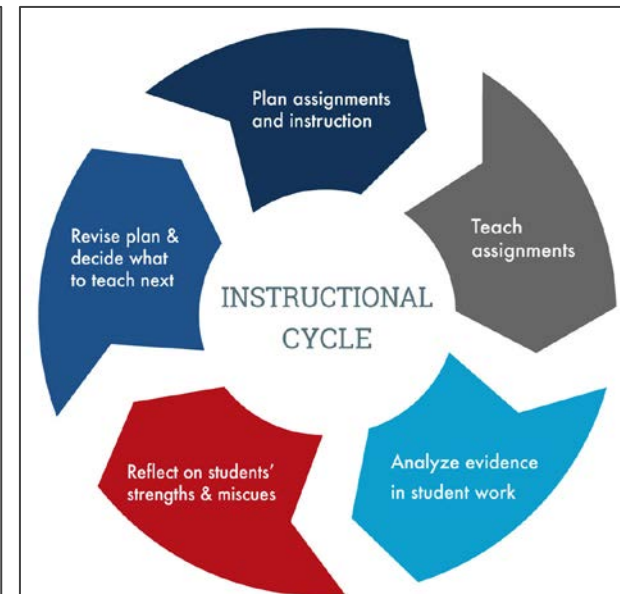 Plan assignments
and instruction
Teach
assignments
Analyze evidence
in student work
Reflect on students’
strengths & miscues
Revise plan &
decide what
to teach next
INSTRUCTIONAL
CYCLE